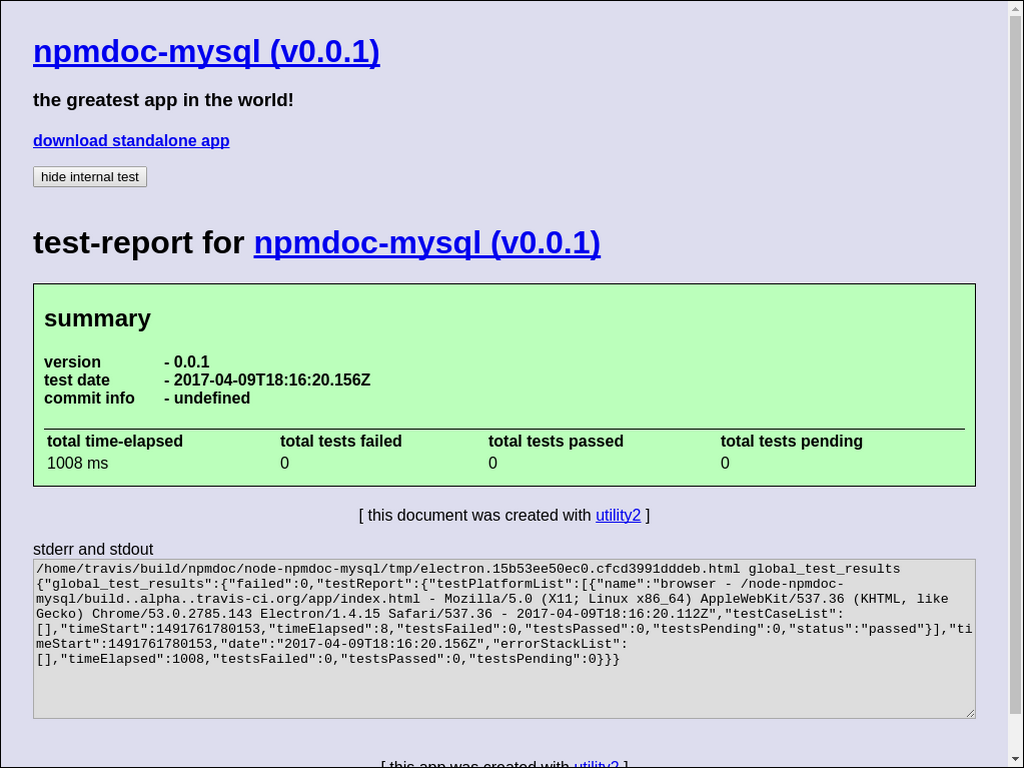 npmdoc-mysql (v0.0.1)
the greatest app in the world!
download standalone app
hide internal test
test-report for npmdoc-mysql (v0.0.1)
summary
version - 0.0.1
test date - 2017-04-09T18:16:20.156Z
commit info - undefined
total time-elapsed total tests failed total tests passed total tests pending
1008 ms 0 0 0
[ this document was created with utility2 ]
stderr and stdout
/home/travis/build/npmdoc/node-npmdoc-mysql/tmp/electron.15b53ee50ec0.cfcd3991dddeb.html global_test_results
{"global_test_results":{"failed":0,"testReport":{"testPlatformList":[{"name":"browser - /node-npmdoc-
mysql/build..alpha..travis-ci.org/app/index.html - Mozilla/5.0 (X11; Linux x86_64) AppleWebKit/537.36 (KHTML, like
Gecko) Chrome/53.0.2785.143 Electron/1.4.15 Safari/537.36 - 2017-04-09T18:16:20.112Z","testCaseList":
[],"timeStart":1491761780153,"timeElapsed":8,"testsFailed":0,"testsPassed":0,"testsPending":0,"status":"passed"}],"ti
meStart":1491761780153,"date":"2017-04-09T18:16:20.156Z","errorStackList":
[],"timeElapsed":1008,"testsFailed":0,"testsPassed":0,"testsPending":0}}}
[ this app was created with utility2 ]